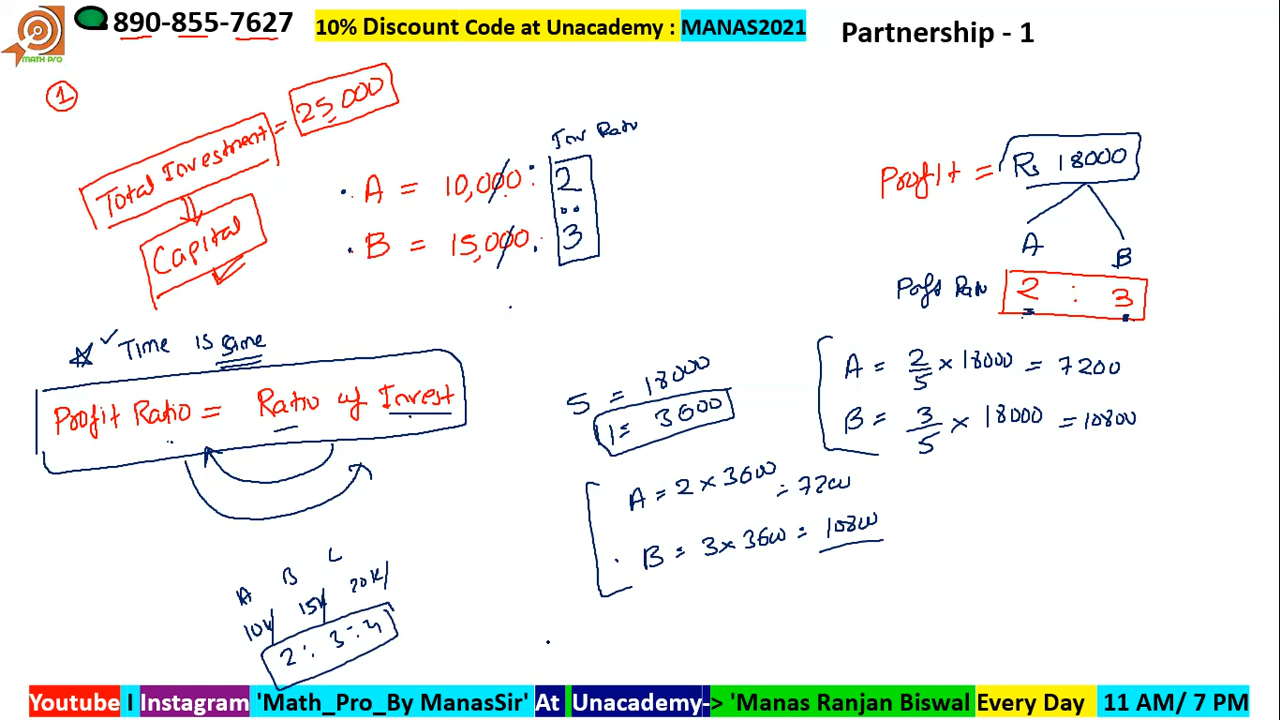 890-855-7627
10% Discount Code at Unacademy : MANAS2021
Partnership - 1
MATH PRO
1
Total Investment = 25,000
Capital
Inv Ratio
A = 10,000 : 2
:
B = 15,000 : 3
Profit = Rs 18000
A B
Profit Ratio 2 : 3
Time is same
Profit Ratio = Ratio of Invest
5 = 18000
1 = 3600
A = 2/5 × 18000 = 7200
B = 3/5 × 18000 = 10800
A = 2 × 3600 = 7200
B = 3 × 3600 = 10800
A B C
10K 15K 20K
2 : 3 : 4
Youtube I Instagram 'Math_Pro_By ManasSir' At Unacademy-> 'Manas Ranjan Biswal Every Day 11 AM/ 7 PM